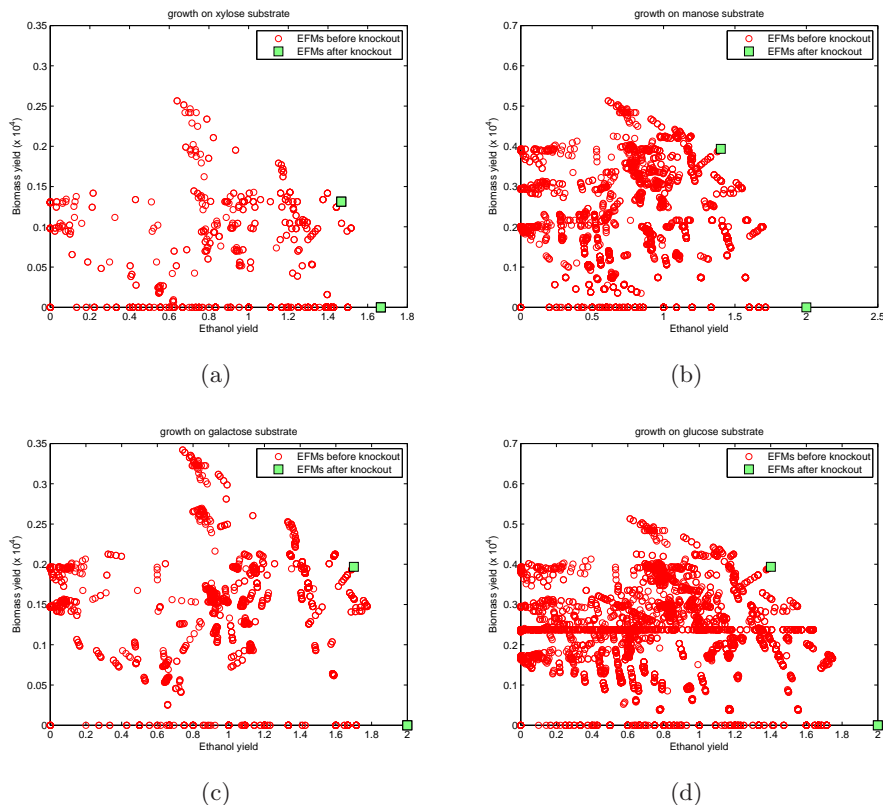 growth on xylose substrate
EFMs before knockout
EFMs after knockout
Biomass yield (x 10^4)
0.35
0.3
0.25
0.2
0.15
0.1
0.05
0
0 0.2 0.4 0.6 0.8 1 1.2 1.4 1.6 1.8
Ethanol yield
(a)
growth on manose substrate
EFMs before knockout
EFMs after knockout
Biomass yield (x 10^4)
0.7
0.6
0.5
0.4
0.3
0.2
0.1
0
0 0.5 1 1.5 2 2.5
Ethanol yield
(b)
growth on galactose substrate
EFMs before knockout
EFMs after knockout
Biomass yield (x 10^4)
0.35
0.3
0.25
0.2
0.15
0.1
0.05
0
0 0.2 0.4 0.6 0.8 1 1.2 1.4 1.6 1.8 2
Ethanol yield
(c)
growth on glucose substrate
EFMs before knockout
EFMs after knockout
Biomass yield (x 10^4)
0.7
0.6
0.5
0.4
0.3
0.2
0.1
0
0 0.2 0.4 0.6 0.8 1 1.2 1.4 1.6 1.8 2
Ethanol yield
(d)